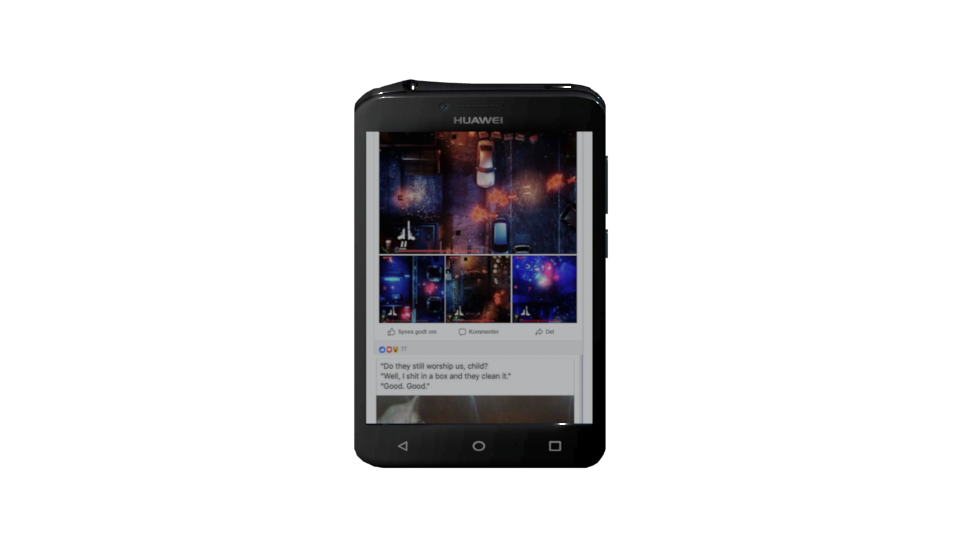 HUAWEI
Synes godt om Kommenter Del
77
"Do they still worship us, child?
"Well, I shit in a box and they clean it."
"Good. Good."